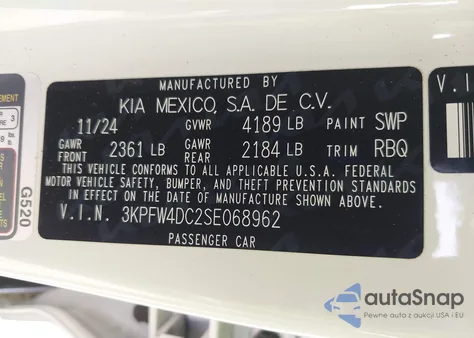 MANUFACTURED BY
KIA MEXICO, S.A. DE C.V.
11/24 GVWR 4189 LB PAINT SWP
GAWR FRONT 2361 LB GAWR REAR 2184 LB TRIM RBQ
THIS VEHICLE CONFORMS TO ALL APPLICABLE U.S.A. FEDERAL
MOTOR VEHICLE SAFETY, BUMPER, AND THEFT PREVENTION STANDARDS
IN EFFECT ON THE DATE OF MANUFACTURE SHOWN ABOVE.
V.I.N. 3KPFW4DC2SE068962
PASSENGER CAR
G520
V.I
autoSnap
Pewne auta z aukcji USA i EU